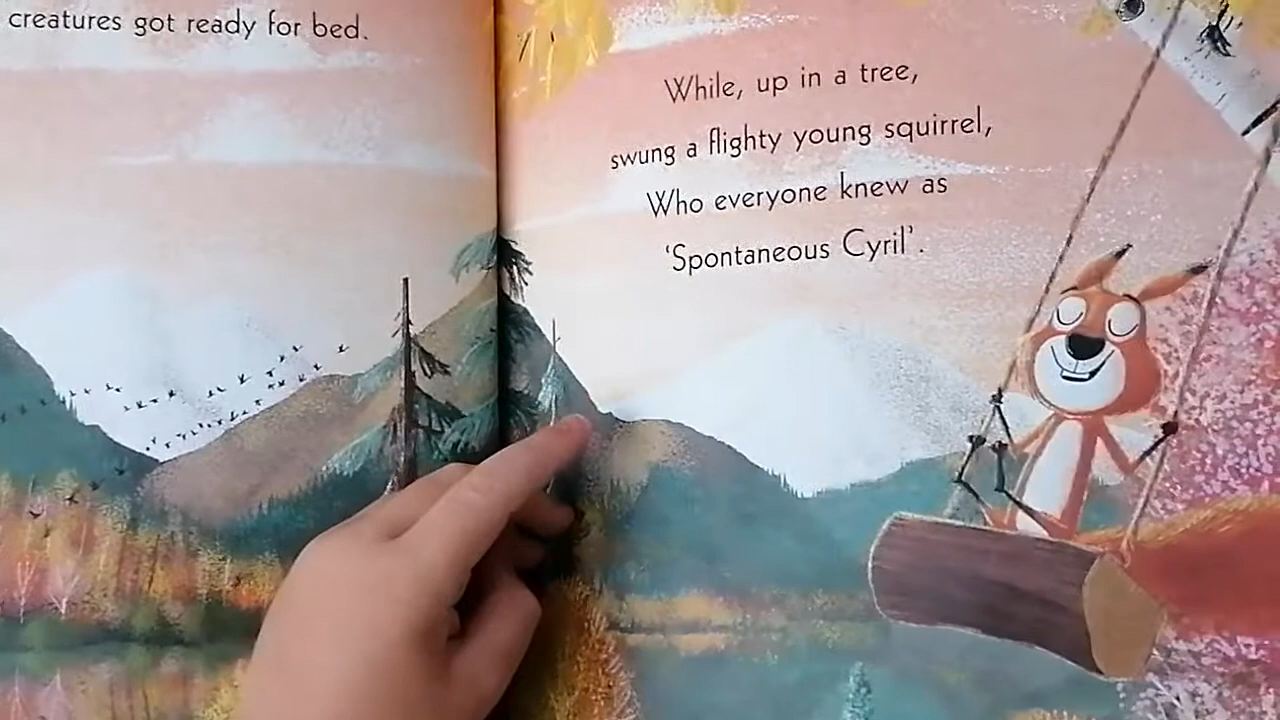 creatures got ready for bed.
While, up in a tree,
swung a flighty young squirrel,
Who everyone knew as
‘Spontaneous Cyril’.